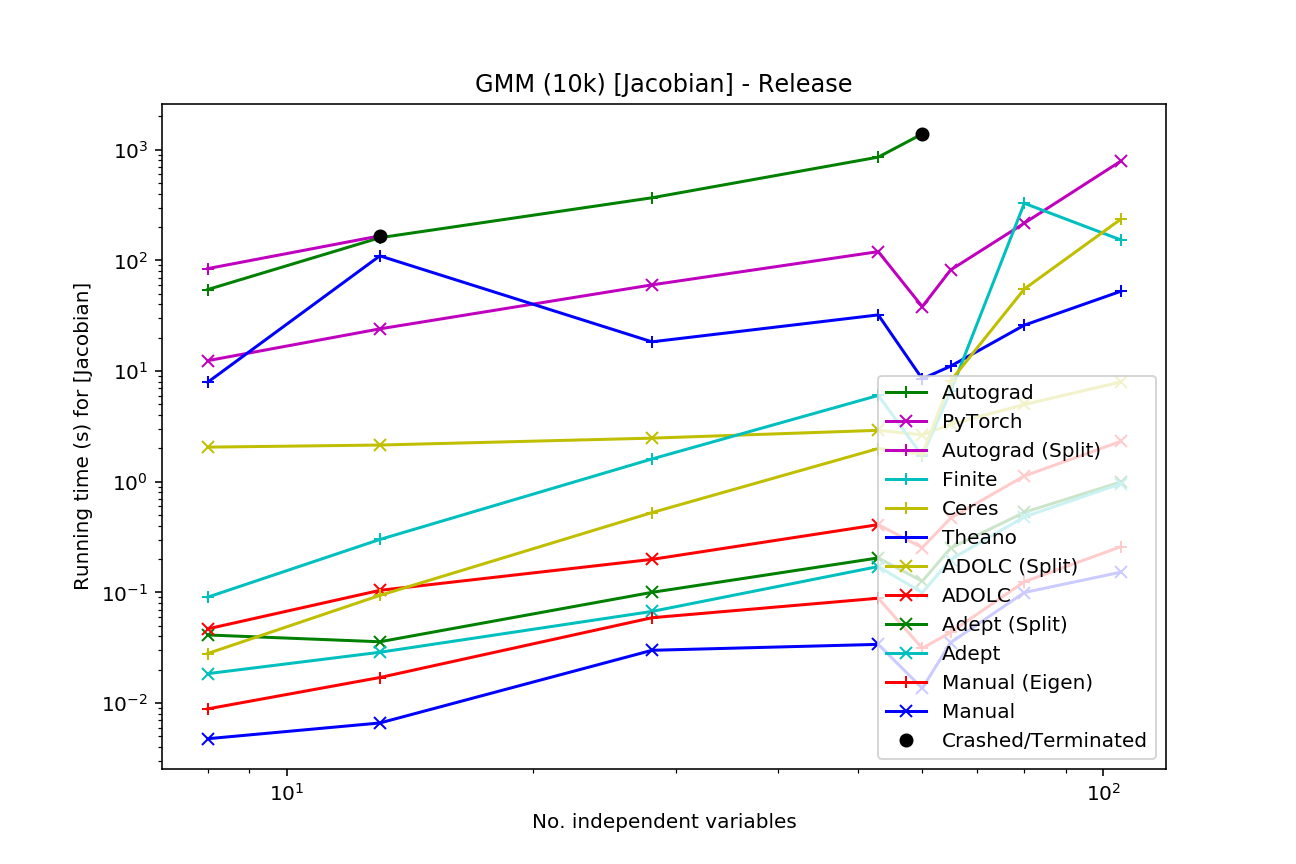 GMM (10k) [Jacobian] - Release
Running time (s) for [Jacobian]
10³
10²
10¹
10⁰
10⁻¹
10⁻²
Autograd
PyTorch
Autograd (Split)
Finite
Ceres
Theano
ADOLC (Split)
ADOLC
Adept (Split)
Adept
Manual (Eigen)
Manual
Crashed/Terminated
10¹
10²
No. independent variables